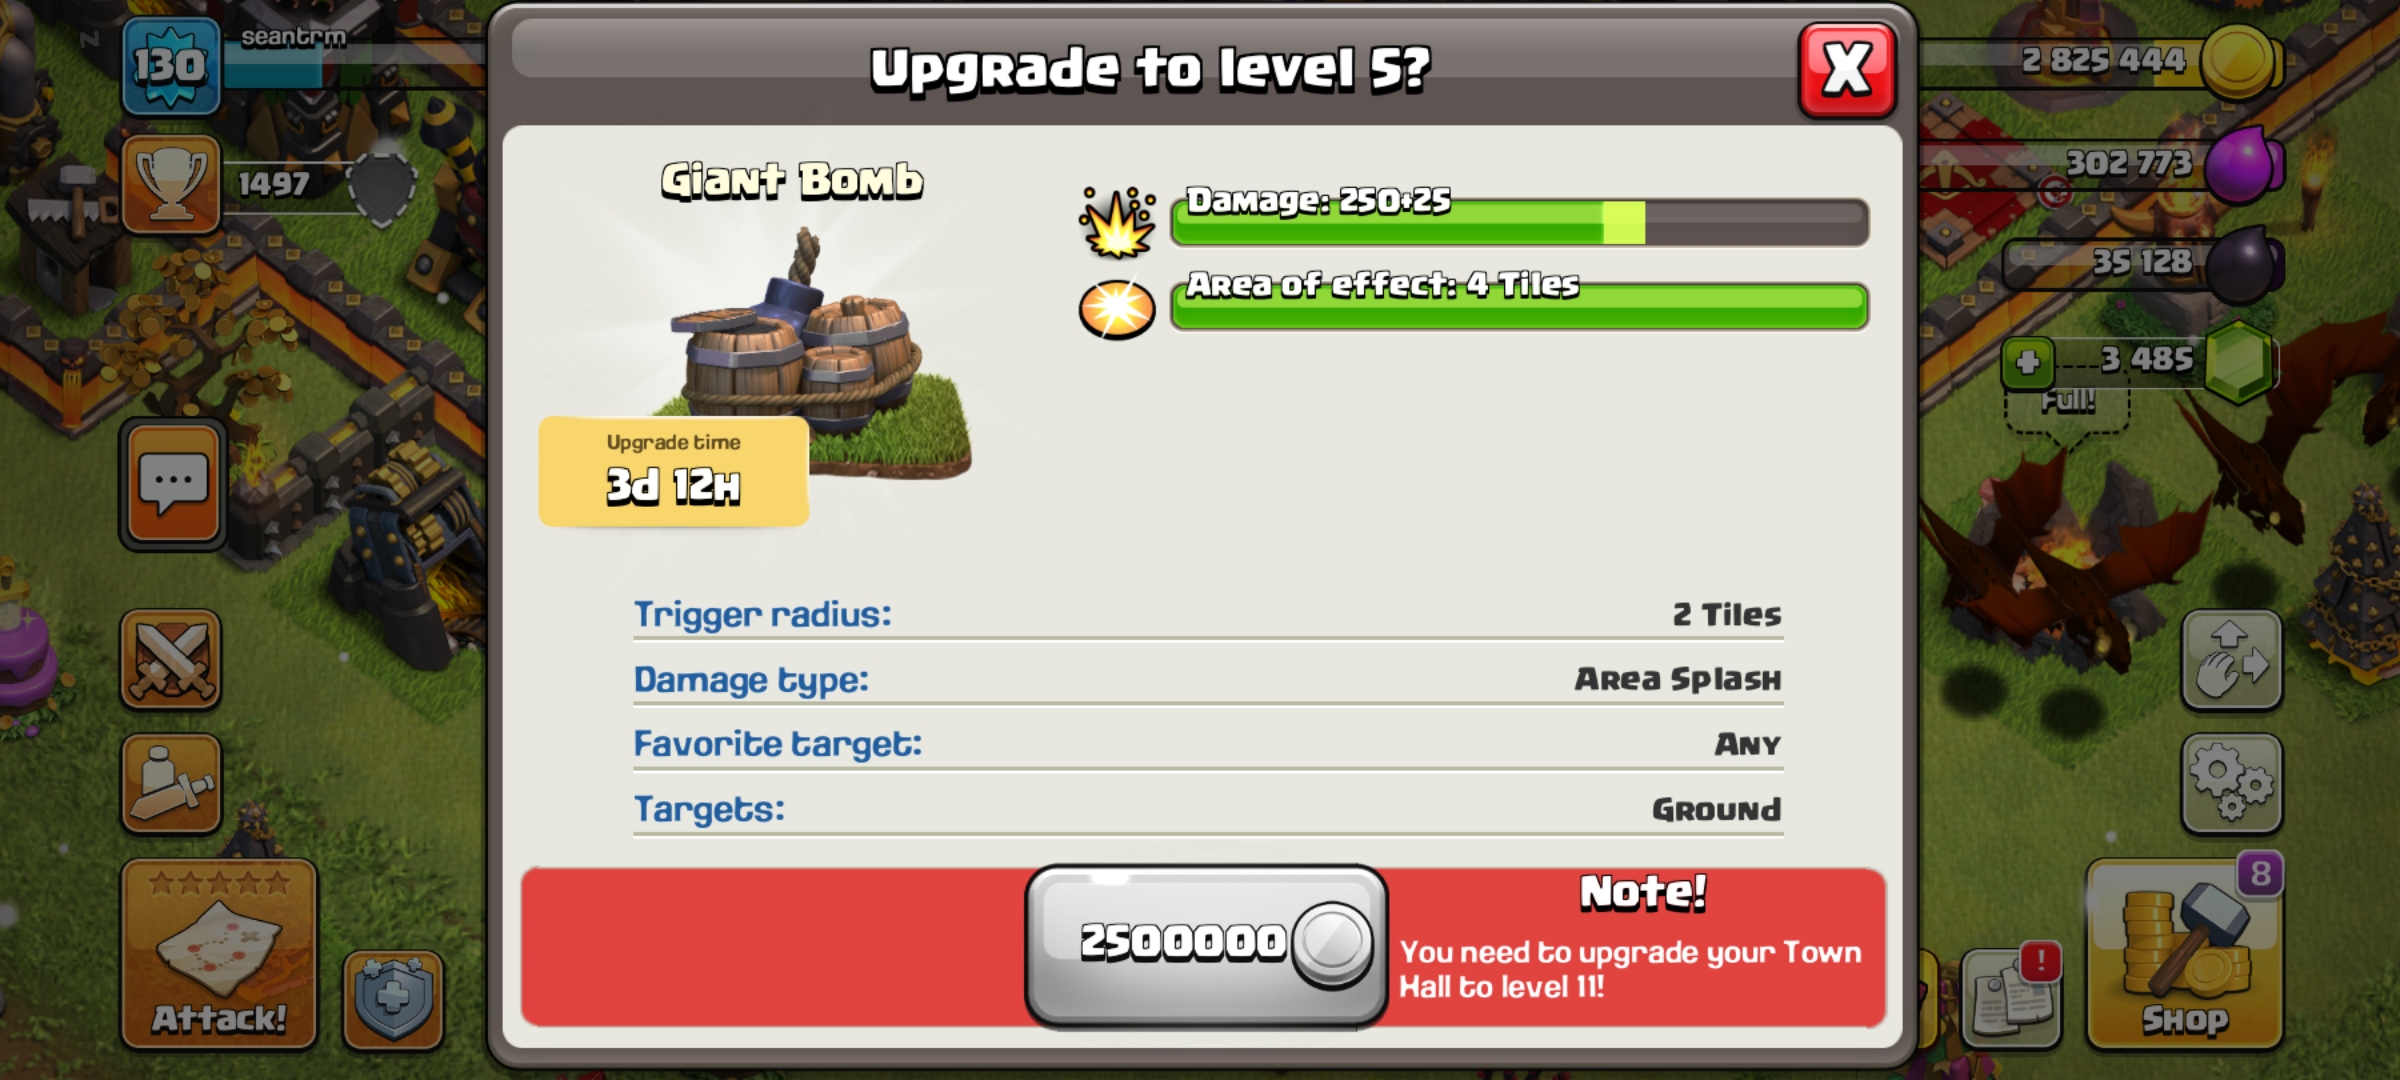 130
seantrm
1497
Upgrade to level 5?
X
2 825 444
302 773
35 128
3 485
Full!
Giant Bomb
Damage: 250+25
Area of effect: 4 Tiles
Upgrade time
3d 12H
Trigger radius: 2 Tiles
Damage type: Area Splash
Favorite target: Any
Targets: Ground
2500000
Note!
You need to upgrade your Town
Hall to level 11!
Attack!
!
8
Shop